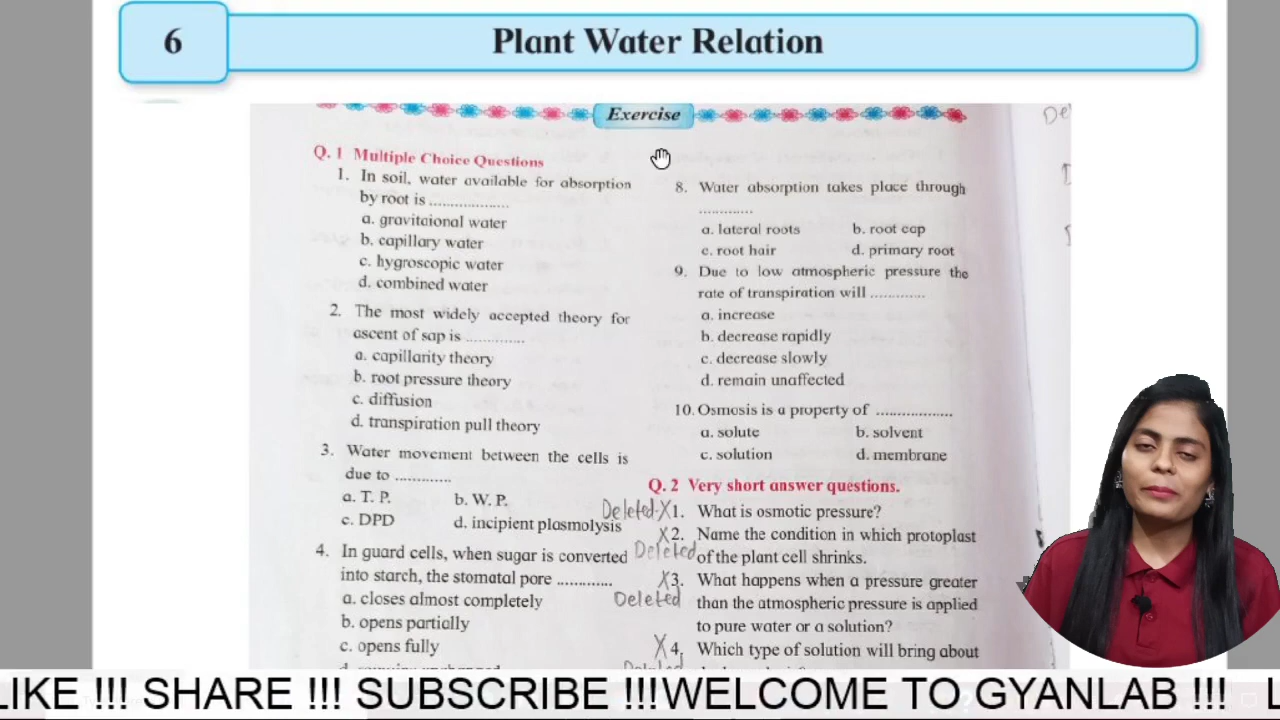 6
Plant Water Relation
Exercise
Q. 1 Multiple Choice Questions
1. In soil, water available for absorption
by root is ..................
a. gravitaional water
b. capillary water
c. hygroscopic water
d. combined water
2. The most widely accepted theory for
ascent of sap is .............
a. capillarity theory
b. root pressure theory
c. diffusion
d. transpiration pull theory
3. Water movement between the cells is
due to ............
a. T. P. b. W. P.
c. DPD d. incipient plasmolysis
4. In guard cells, when sugar is converted
into starch, the stomatal pore ............
a. closes almost completely
b. opens partially
c. opens fully
8. Water absorption takes place through
............
a. lateral roots b. root cap
c. root hair d. primary root
9. Due to low atmospheric pressure the
rate of transpiration will ............
a. increase
b. decrease rapidly
c. decrease slowly
d. remain unaffected
10. Osmosis is a property of .................
a. solute b. solvent
c. solution d. membrane
Q. 2 Very short answer questions.
Deleted X 1. What is osmotic pressure?
X 2. Name the condition in which protoplast
Deleted of the plant cell shrinks.
X 3. What happens when a pressure greater
Deleted than the atmospheric pressure is applied
to pure water or a solution?
X 4. Which type of solution will bring about
LIKE !!! SHARE !!! SUBSCRIBE !!!WELCOME TO GYANLAB !!! L